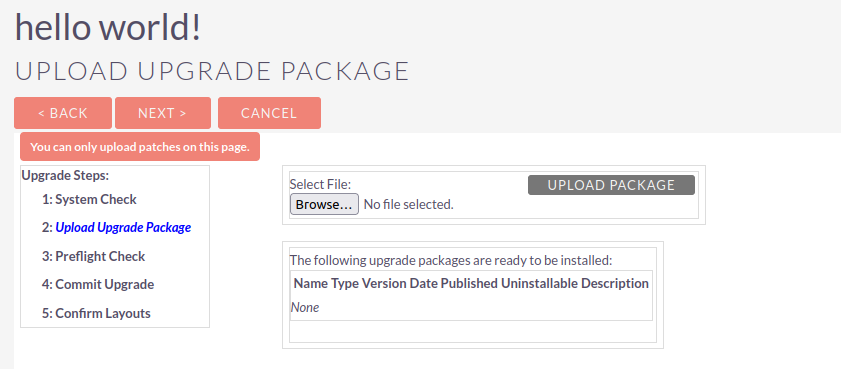 hello world!
UPLOAD UPGRADE PACKAGE
< BACK NEXT > CANCEL
You can only upload patches on this page.
Upgrade Steps:
1: System Check
2: Upload Upgrade Package
3: Preflight Check
4: Commit Upgrade
5: Confirm Layouts
Select File: UPLOAD PACKAGE
Browse... No file selected.
The following upgrade packages are ready to be installed:
Name Type Version Date Published Uninstallable Description
None